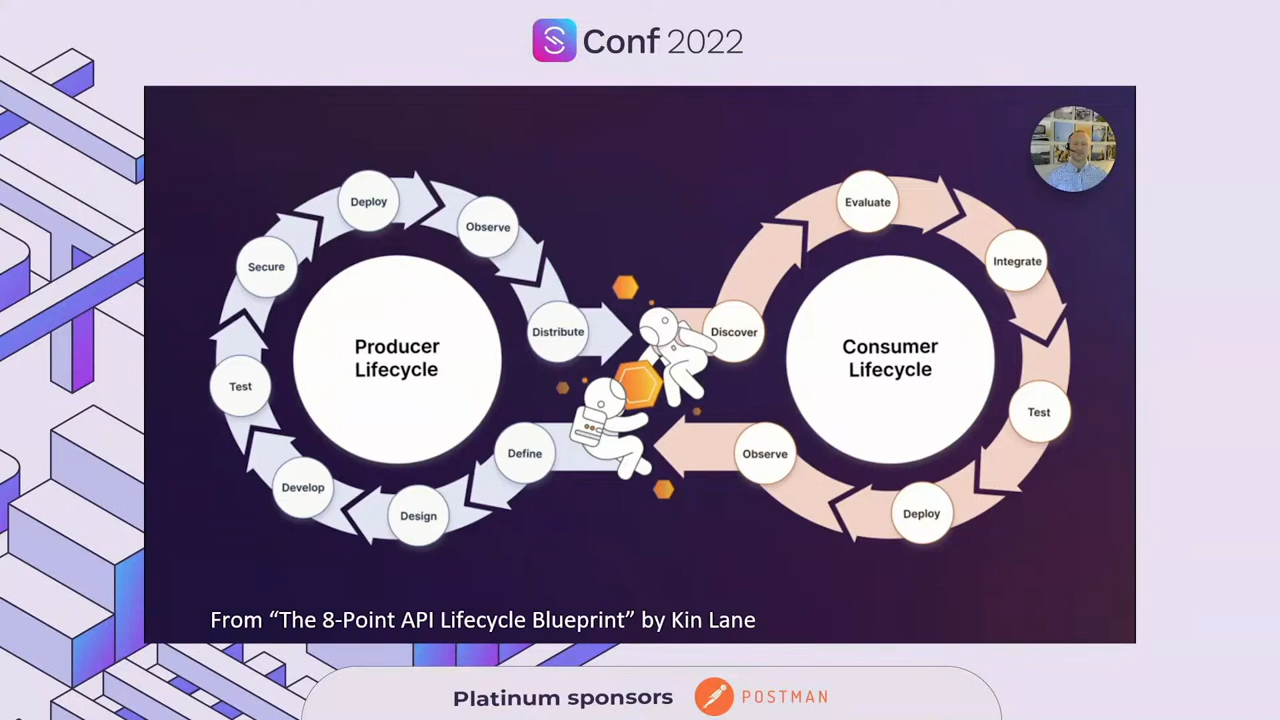 Conf 2022
Deploy
Observe
Secure
Distribute
Producer
Lifecycle
Test
Define
Develop
Design
Evaluate
Integrate
Discover
Consumer
Lifecycle
Test
Observe
Deploy
From “The 8-Point API Lifecycle Blueprint” by Kin Lane
Platinum sponsors POSTMAN